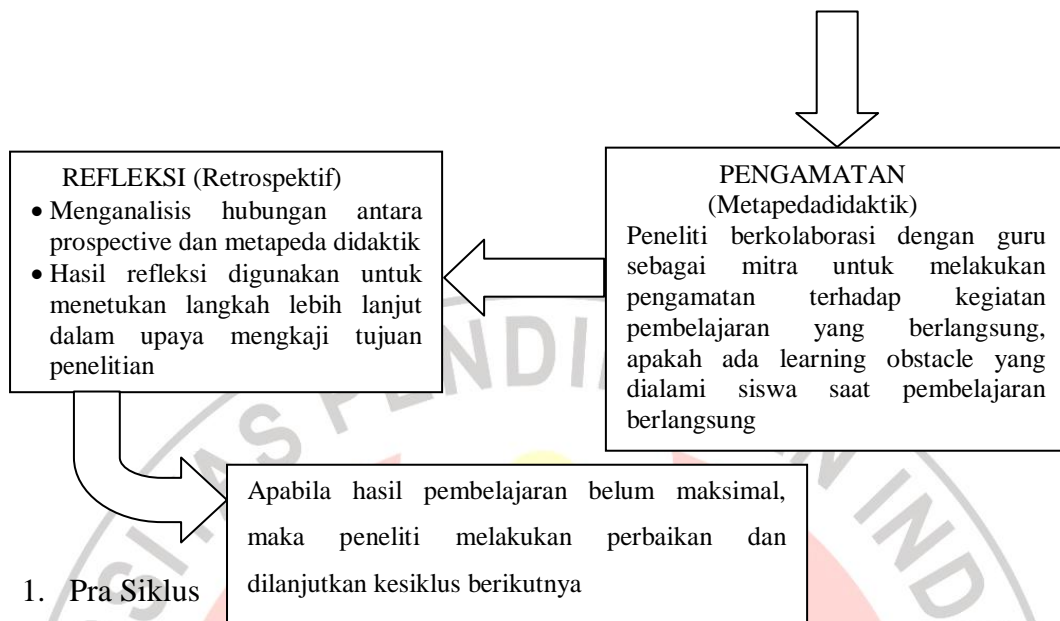 REFLEKSI (Retrospektif)
• Menganalisis hubungan antara
prospective dan metapeda didaktik
• Hasil refleksi digunakan untuk
menetukan langkah lebih lanjut
dalam upaya mengkaji tujuan
penelitian
PENGAMATAN
(Metapedadidaktik)
Peneliti berkolaborasi dengan guru
sebagai mitra untuk melakukan
pengamatan terhadap kegiatan
pembelajaran yang berlangsung,
apakah ada learning obstacle yang
dialami siswa saat pembelajaran
berlangsung
Apabila hasil pembelajaran belum maksimal,
maka peneliti melakukan perbaikan dan
dilanjutkan kesiklus berikutnya
1. Pra Siklus